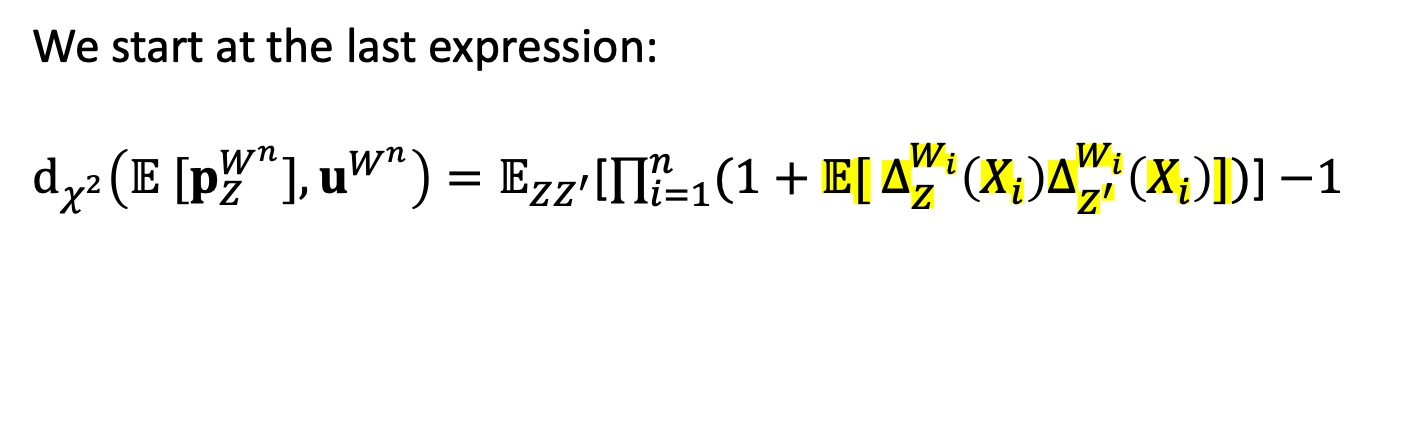 We start at the last expression:
d_{χ²}(𝔼 [𝐩_Z^{W^n}], 𝐮^{W^n}) = 𝔼_{ZZ'}[∏_{i=1}^n(1 + 𝔼[ Δ_Z^{W_i}(X_i)Δ_{Z'}^{W_i}(X_i)])] −1